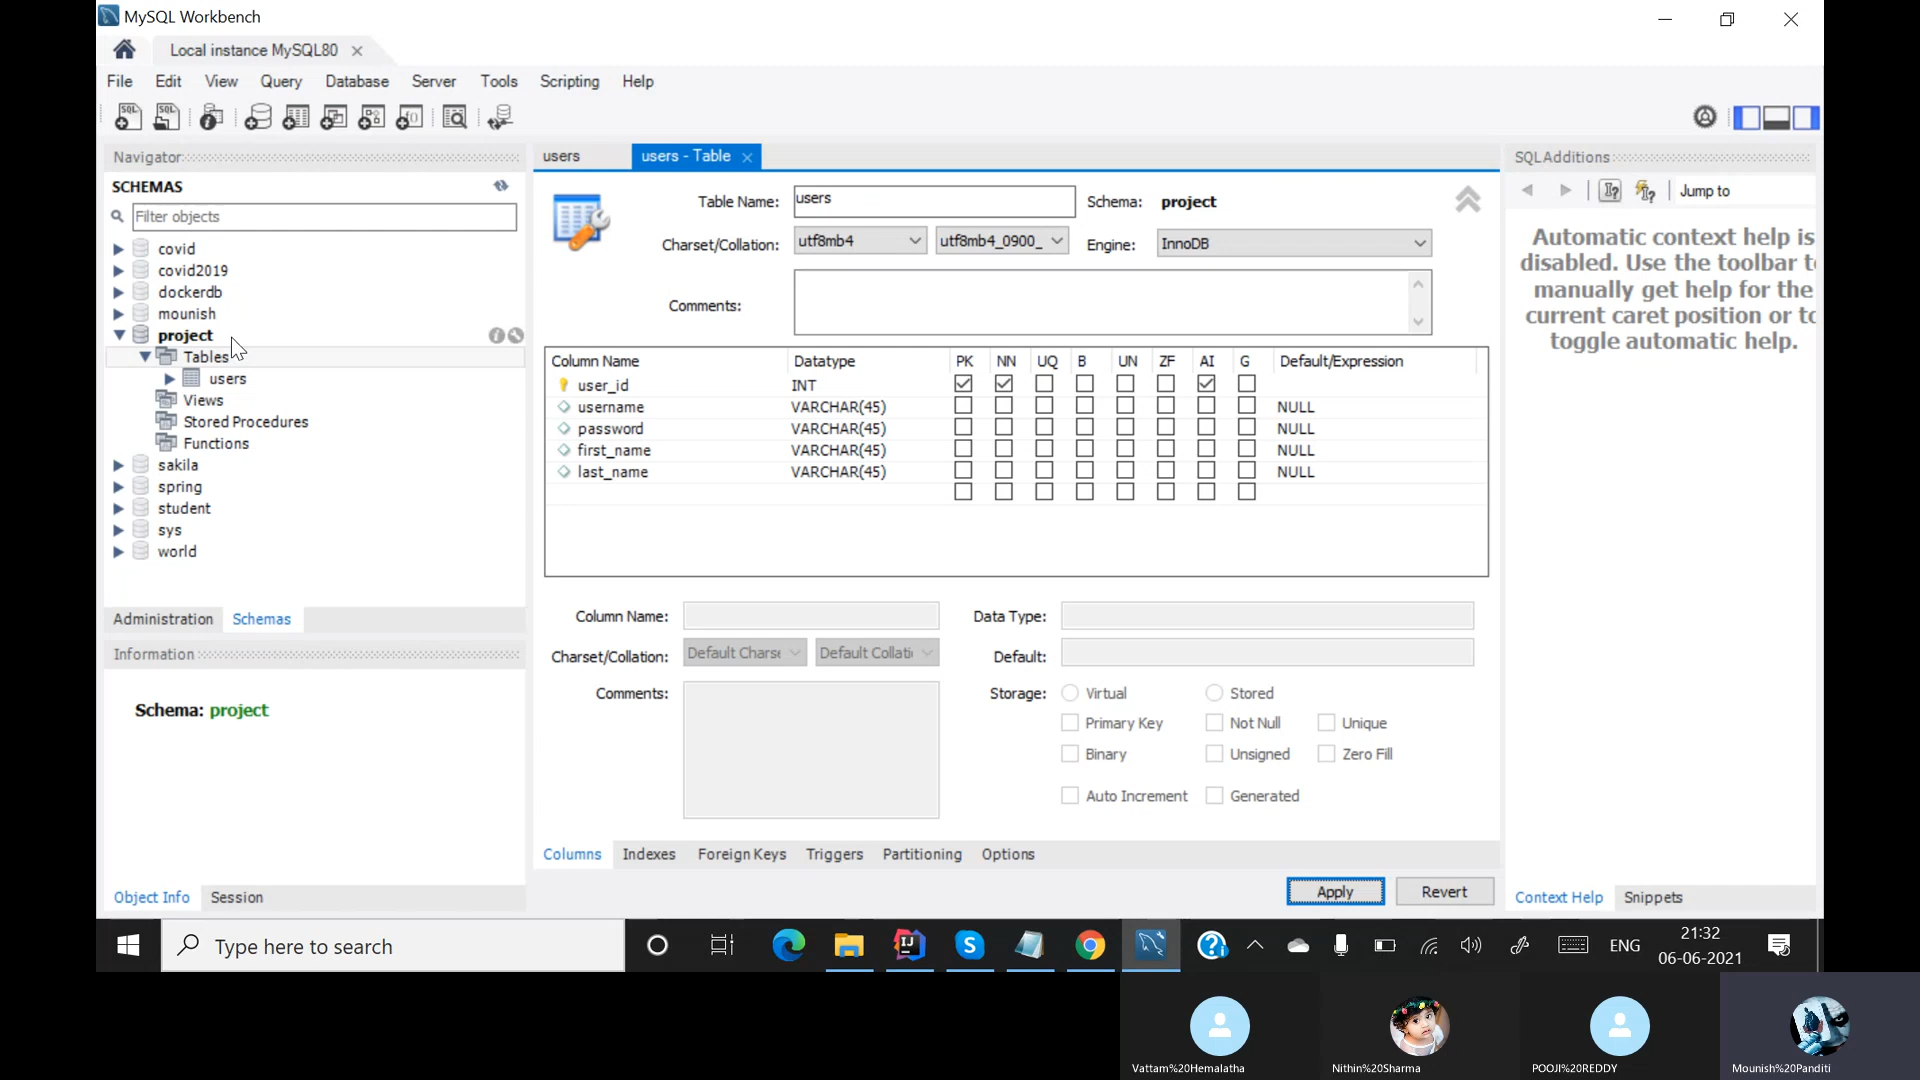 MySQL Workbench
Local instance MySQL80
File Edit View Query Database Server Tools Scripting Help
Navigator
SCHEMAS
Filter objects
covid
covid2019
dockerdb
mounish
project
Tables
users
Views
Stored Procedures
Functions
sakila
spring
student
sys
world
Administration Schemas
Information
Schema: project
Object Info Session
users
users - Table
Table Name: users Schema: project
Charset/Collation: utf8mb4 utf8mb4_0900_ Engine: InnoDB
Comments:
Column Name Datatype PK NN UQ B UN ZF AI G Default/Expression
user_id INT
username VARCHAR(45) NULL
password VARCHAR(45) NULL
first_name VARCHAR(45) NULL
last_name VARCHAR(45) NULL
Column Name: Data Type:
Charset/Collation: Default Charse Default Collati Default:
Comments: Storage: Virtual Stored
Primary Key Not Null Unique
Binary Unsigned Zero Fill
Auto Increment Generated
Columns Indexes Foreign Keys Triggers Partitioning Options
Apply Revert
SQLAdditions
Jump to
Automatic context help is
disabled. Use the toolbar t
manually get help for the
current caret position or to
toggle automatic help.
Context Help Snippets
Type here to search
ENG
21:32
06-06-2021
Vattam%20Hemalatha
Nithin%20Sharma
POOJI%20REDDY
Mounish%20Panditi